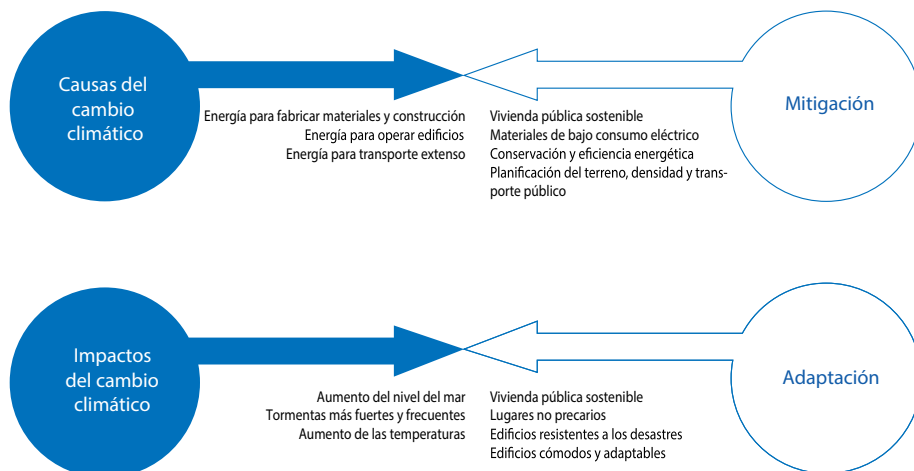 Causas del
cambio
climático
Energía para fabricar materiales y construcción
Energía para operar edificios
Energía para transporte extenso
Vivienda pública sostenible
Materiales de bajo consumo eléctrico
Conservación y eficiencia energética
Planificación del terreno, densidad y trans-
porte público
Mitigación
Impactos
del cambio
climático
Aumento del nivel del mar
Tormentas más fuertes y frecuentes
Aumento de las temperaturas
Vivienda pública sostenible
Lugares no precarios
Edificios resistentes a los desastres
Edificios cómodos y adaptables
Adaptación